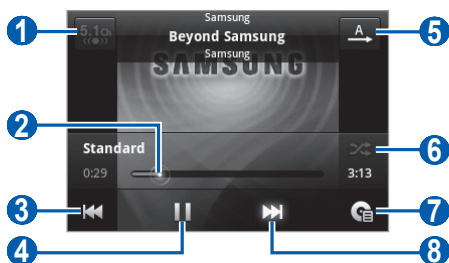 1
5.1ch
Samsung
Beyond Samsung
Samsung
A
5
SAMSUNG
2
Standard
6
0:29
3:13
3
7
4
8